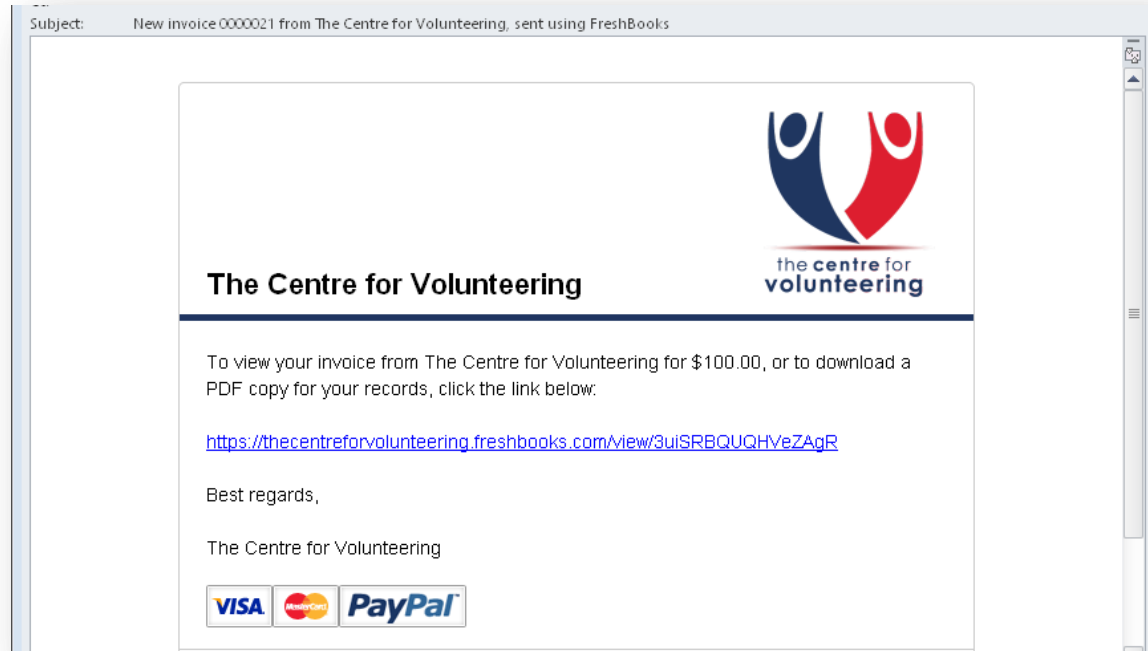 Subject: New invoice 0000021 from The Centre for Volunteering, sent using FreshBooks
the centre for
volunteering
The Centre for Volunteering
To view your invoice from The Centre for Volunteering for $100.00, or to download a
PDF copy for your records, click the link below:
https://thecentreforvolunteering.freshbooks.com/view/3uiSRBQUQHVeZAgR
Best regards,
The Centre for Volunteering
VISA MasterCard PayPal